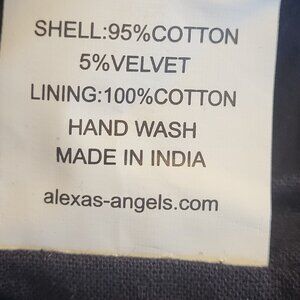 SHELL:95%COTTON
5%VELVET
LINING:100%COTTON
HAND WASH
MADE IN INDIA
alexas-angels.com